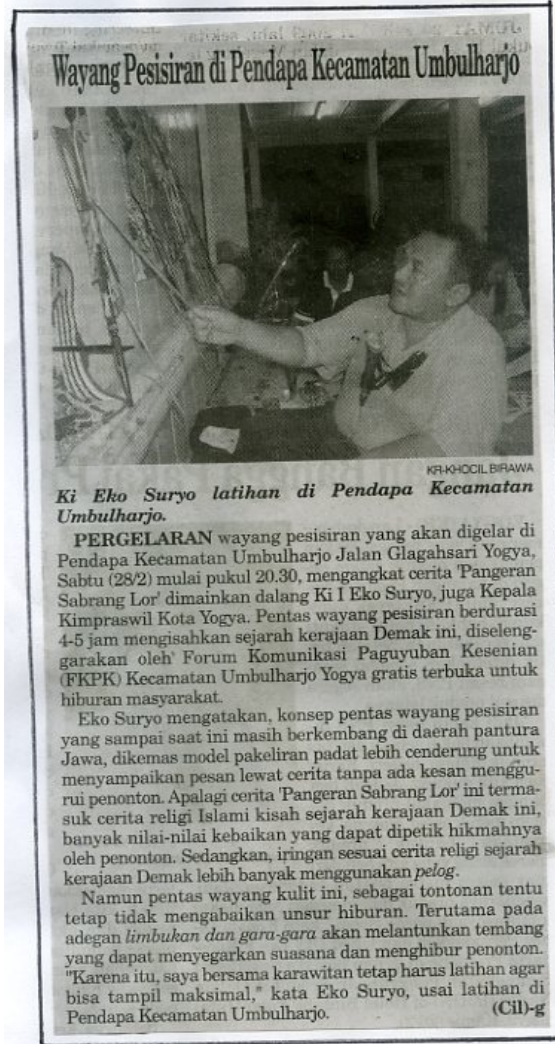 Wayang Pesisiran di Pendapa Kecamatan Umbulharjo
KR-KHOCIL BIRAWA
Ki Eko Suryo latihan di Pendapa Kecamatan
Umbulharjo.
PERGELARAN wayang pesisiran yang akan digelar di
Pendapa Kecamatan Umbulharjo Jalan Glagahsari Yogya,
Sabtu (28/2) mulai pukul 20.30, mengangkat cerita 'Pangeran
Sabrang Lor' dimainkan dalang Ki I Eko Suryo, juga Kepala
Kimpraswil Kota Yogya. Pentas wayang pesisiran berdurasi
4-5 jam mengisahkan sejarah kerajaan Demak ini, diseleng-
garakan oleh Forum Komunikasi Paguyuban Kesenian
(FKPK) Kecamatan Umbulharjo Yogya gratis terbuka untuk
hiburan masyarakat.
Eko Suryo mengatakan, konsep pentas wayang pesisiran
yang sampai saat ini masih berkembang di daerah pantura
Jawa, dikemas model pakeliran padat lebih cenderung untuk
menyampaikan pesan lewat cerita tanpa ada kesan menggu-
rui penonton. Apalagi cerita 'Pangeran Sabrang Lor' ini terma-
suk cerita religi Islami kisah sejarah kerajaan Demak ini,
banyak nilai-nilai kebaikan yang dapat dipetik hikmahnya
oleh penonton. Sedangkan, iringan sesuai cerita religi sejarah
kerajaan Demak lebih banyak menggunakan pelog.
Namun pentas wayang kulit ini, sebagai tontonan tentu
tetap tidak mengabaikan unsur hiburan. Terutama pada
adegan limbukan dan gara-gara akan melantunkan tembang
yang dapat menyegarkan suasana dan menghibur penonton.
"Karena itu, saya bersama karawitan tetap harus latihan agar
bisa tampil maksimal," kata Eko Suryo, usai latihan di
Pendapa Kecamatan Umbulharjo. (Cil)-g